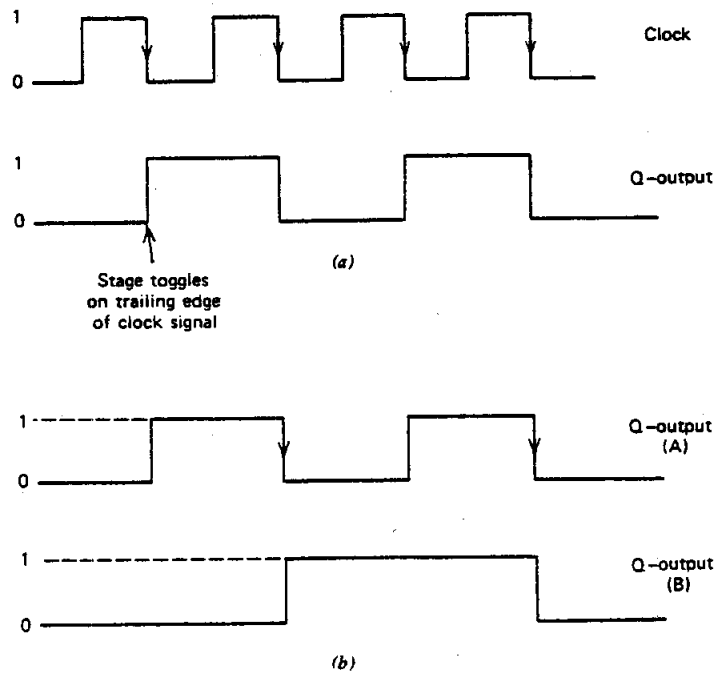 1
Clock
0
1
Q-output
0
(a)
Stage toggles
on trailing edge
of clock signal
1
Q-output
(A)
0
1
Q-output
(B)
0
(b)